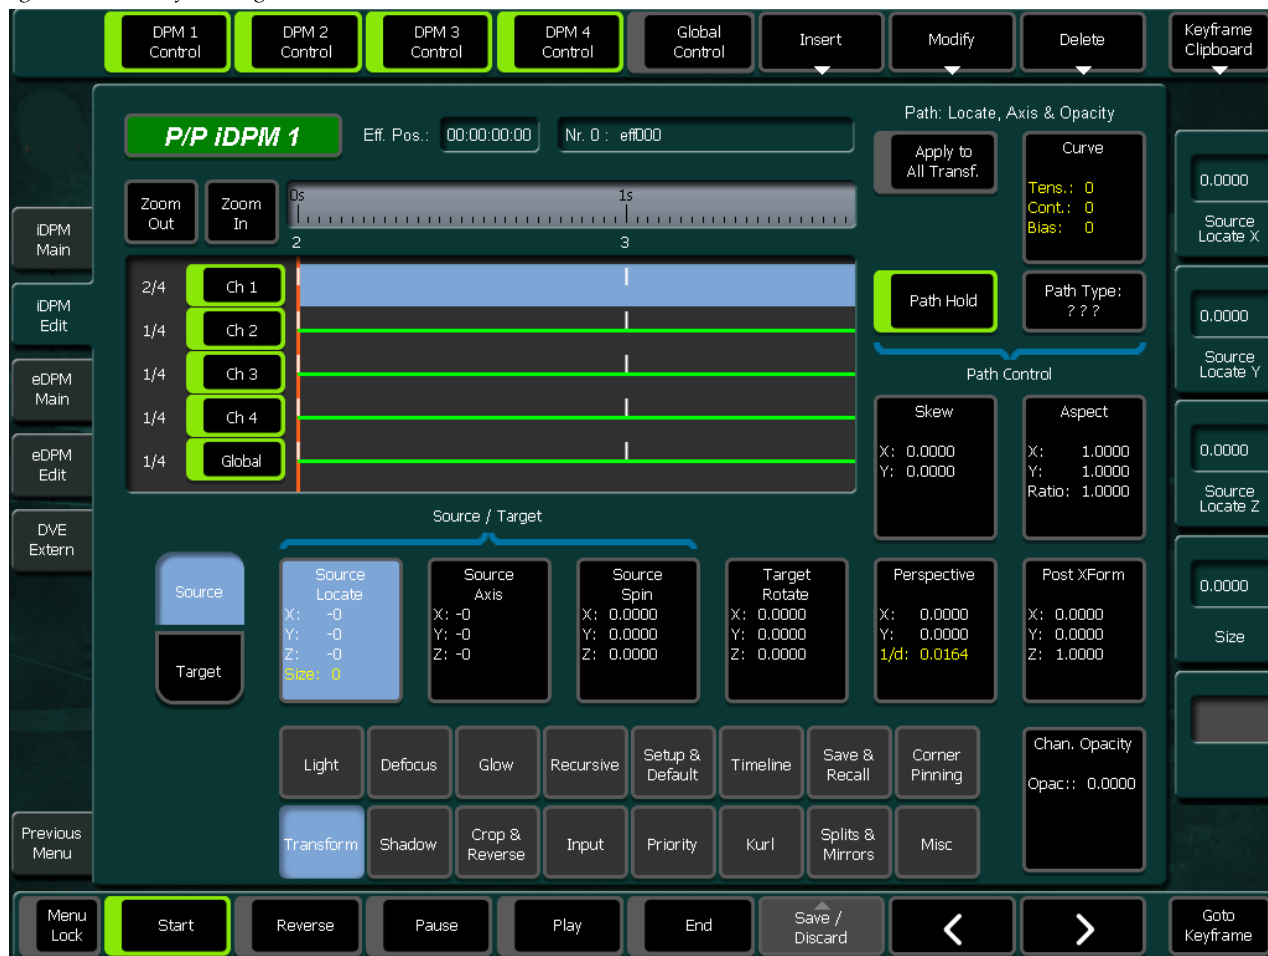 DPM 1
Control
DPM 2
Control
DPM 3
Control
DPM 4
Control
Global
Control
Insert
Modify
Delete
Keyframe
Clipboard
P/P iDPM 1
Eff. Pos.: 00:00:00:00
Nr. 0 : eff000
Path: Locate, Axis & Opacity
Apply to
All Transf.
Curve
Tens.: 0
Cont.: 0
Bias: 0
0.0000
Source
Locate X
Zoom
Out
Zoom
In
0s 1s
2 3
iDPM
Main
iDPM
Edit
eDPM
Main
eDPM
Edit
DVE
Extern
2/4 Ch 1
1/4 Ch 2
1/4 Ch 3
1/4 Ch 4
1/4 Global
Path Hold
Path Type:
? ? ?
0.0000
Source
Locate Y
Path Control
Skew
X: 0.0000
Y: 0.0000
Aspect
X: 1.0000
Y: 1.0000
Ratio: 1.0000
0.0000
Source
Locate Z
Source / Target
Source
Target
Source
Locate
X: -0
Y: -0
Z: -0
Size: 0
Source
Axis
X: -0
Y: -0
Z: -0
Source
Spin
X: 0.0000
Y: 0.0000
Z: 0.0000
Target
Rotate
X: 0.0000
Y: 0.0000
Z: 0.0000
Perspective
X: 0.0000
Y: 0.0000
1/d: 0.0164
Post XForm
X: 0.0000
Y: 0.0000
Z: 1.0000
0.0000
Size
Light
Defocus
Glow
Recursive
Setup &
Default
Timeline
Save &
Recall
Corner
Pinning
Chan. Opacity
Opac:: 0.0000
Previous
Menu
Transform
Shadow
Crop &
Reverse
Input
Priority
Kurl
Splits &
Mirrors
Misc
Menu
Lock
Start
Reverse
Pause
Play
End
Save /
Discard
<
>
Goto
Keyframe